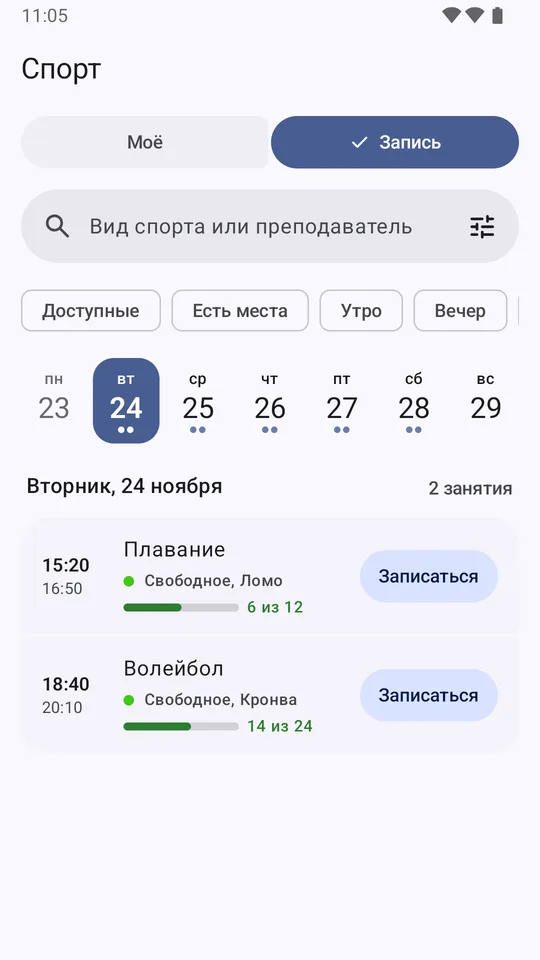 11:05
Спорт
Моё
Запись
Вид спорта или преподаватель
Доступные
Есть места
Утро
Вечер
пн
вт
ср
чт
пт
сб
вс
23
24
25
26
27
28
29
Вторник, 24 ноября
2 занятия
15:20
16:50
Плавание
Свободное, Ломо
6 из 12
Записаться
18:40
20:10
Волейбол
Свободное, Кронва
14 из 24
Записаться